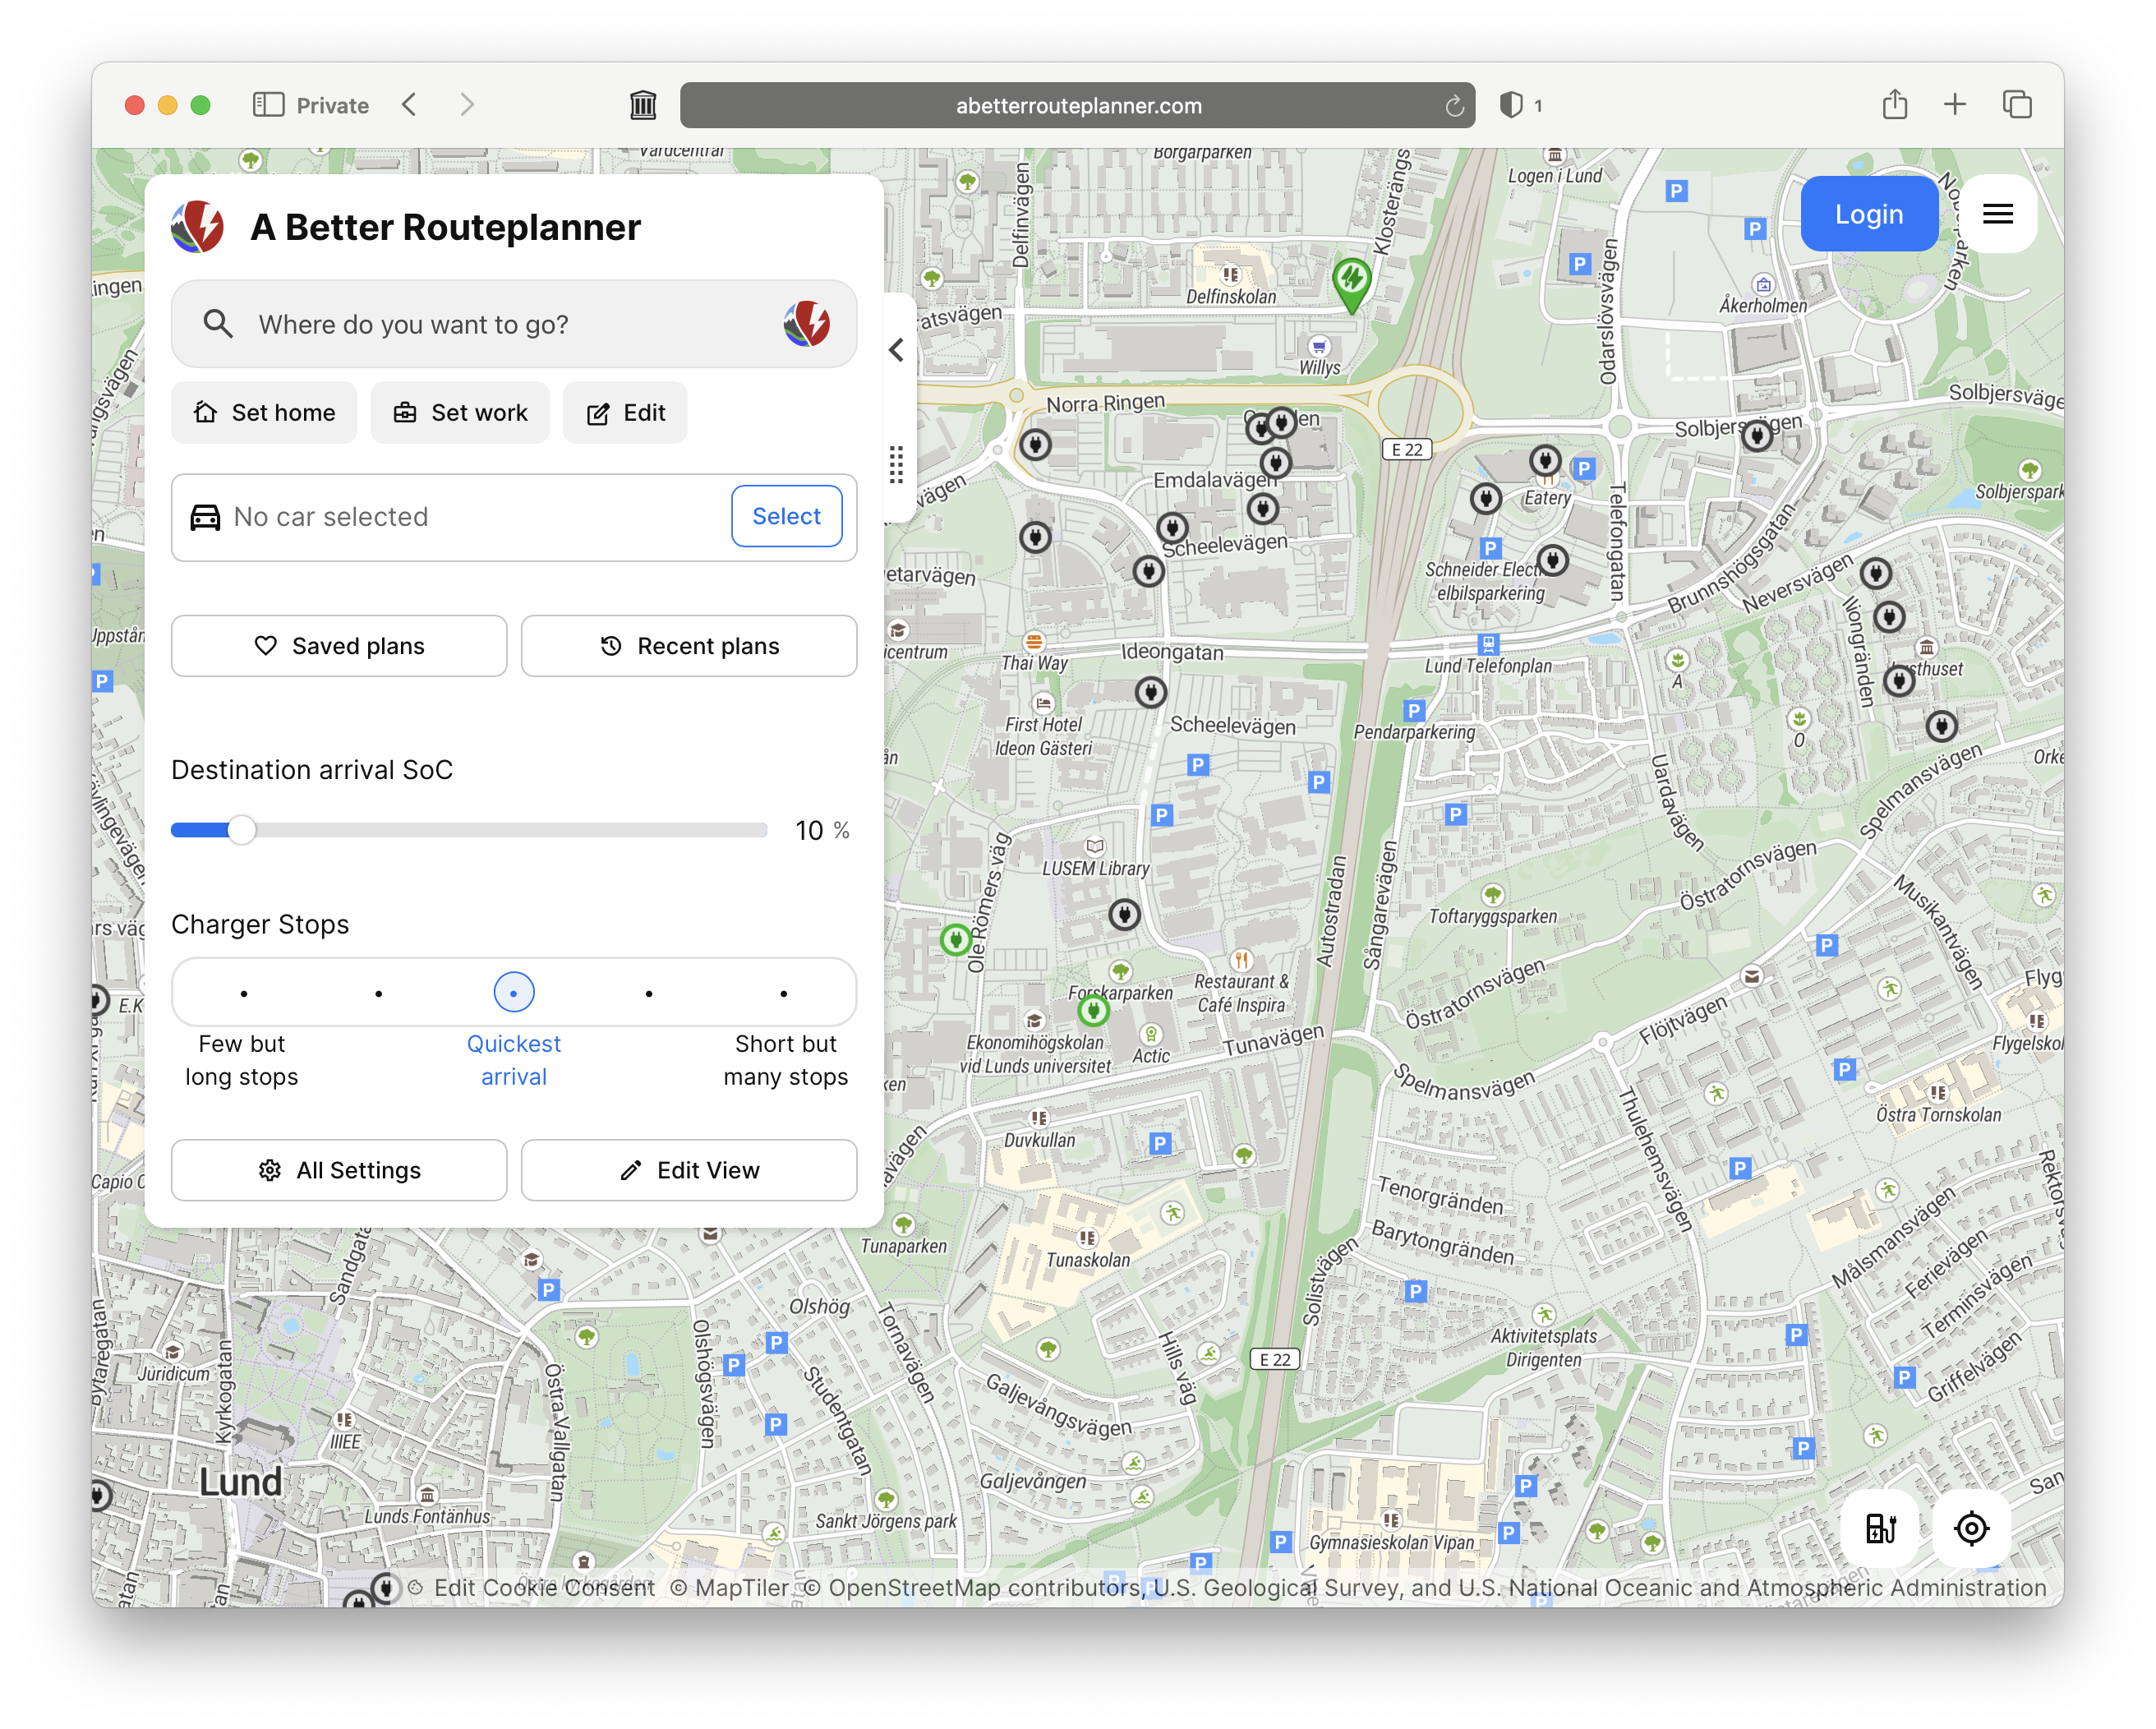 Private
abetterrouteplanner.com
1
A Better Routeplanner
Where do you want to go?
Set home
Set work
Edit
No car selected
Select
Saved plans
Recent plans
Destination arrival SoC
10 %
Charger Stops
Few but
long stops
Quickest
arrival
Short but
many stops
All Settings
Edit View
Login
Vårdcentral
Borgarparken
Delfinvägen
Klosterängs
Logen i Lund
Delfinskolan
Willys
Åkerholmen
Odarslövsvägen
Norra Ringen
E 22
Solbjersväge
Solbjerspark
Emdalavägen
Scheelevägen
Eatery
Telefongatan
elbilsparkering
Brunnshögsgatan
Neversvägen
Thai Way
Ideongatan
Lund Telefonplan
A
O
First Hotel
Ideon Gästeri
Scheelevägen
Pendarparkering
Uardavägen
Spelmansvägen
LUSEM Library
Ole Römers väg
Autostradan
Sångarevägen
Toftaryggsparken
Östratornsvägen
Musikantvägen
Forskarparken
Restaurant &
Café Inspira
Östratornsvägen
Flöjtvägen
Ekonomihögskolan
vid Lunds universitet
Actic
Tunavägen
Spelmansvägen
Flygelskol
Duvkullan
Östra Tornskolan
Thulehemsvägen
Tenorgränden
Barytongränden
Tunaparken
Tunaskolan
Målsmansvägen
Ferievägen
Terminsvägen
Griffelvägen
Sandgata
Olshög
Tornavägen
Solistvägen
Aktivitetsplats
Dirigenten
Juridicum
Kyrkogatan
Östra Vallgatan
Olshögsvägen
Studentgatan
Hills väg
E 22
Galjevångsvägen
IIIEE
Lund
Galjevången
Lunds Fontänhus
Sankt Jörgens park
Gymnasieskolan Vipan
Edit Cookie Consent © MapTiler © OpenStreetMap contributors, U.S. Geological Survey, and U.S. National Oceanic and Atmospheric Administration